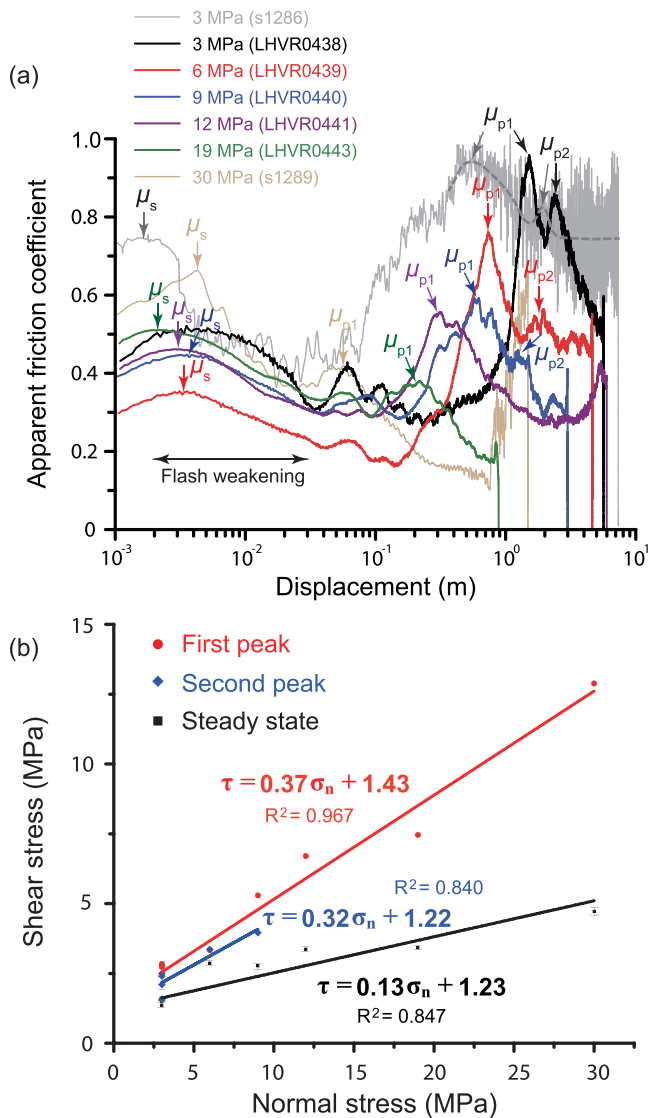 3 MPa (s1286)
3 MPa (LHVR0438)
(a)
6 MPa (LHVR0439)
9 MPa (LHVR0440)
12 MPa (LHVR0441)
19 MPa (LHVR0443)
30 MPa (s1289)
Apparent friction coefficient
1.0
0.8
0.6
0.4
0.2
0
μp1
μp2
μs
μs
μp1
μp1
μp1
μp2
μs
μs
μs
μp1
μp1
μp2
μs
Flash weakening
10⁻³
10⁻²
10⁻¹
10⁰
10¹
Displacement (m)
(b)
Shear stress (MPa)
15
10
5
0
First peak
Second peak
Steady state
τ = 0.37σn + 1.43
R² = 0.967
R² = 0.840
τ = 0.32σn + 1.22
τ = 0.13σn + 1.23
R² = 0.847
0 5 10 15 20 25 30
Normal stress (MPa)